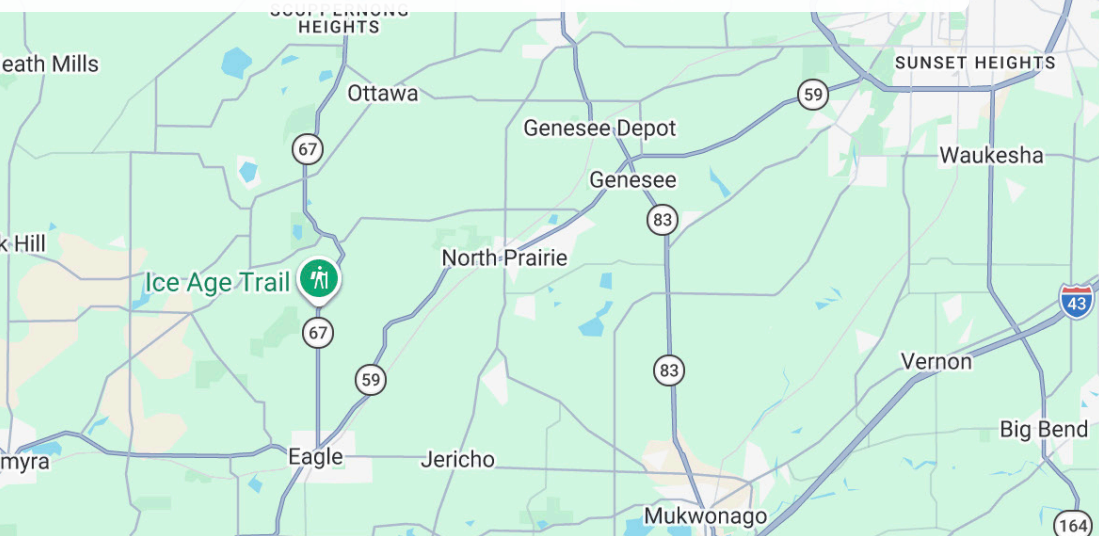 SCUPPERNONG
HEIGHTS
eath Mills
SUNSET HEIGHTS
Ottawa
59
Genesee Depot
67
Waukesha
Genesee
83
k Hill
North Prairie
Ice Age Trail
43
67
Vernon
83
59
Big Bend
Eagle
Jericho
myra
Mukwonago
164